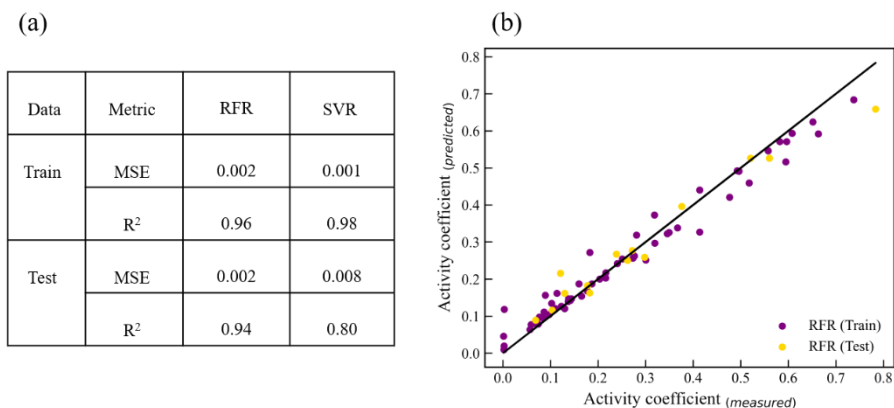 (a)
Data Metric RFR SVR
Train MSE 0.002 0.001
R² 0.96 0.98
Test MSE 0.002 0.008
R² 0.94 0.80
(b)
Activity coefficient (predicted)
0.8
0.7
0.6
0.5
0.4
0.3
0.2
0.1
0.0
RFR (Train)
RFR (Test)
0.0 0.1 0.2 0.3 0.4 0.5 0.6 0.7 0.8
Activity coefficient (measured)